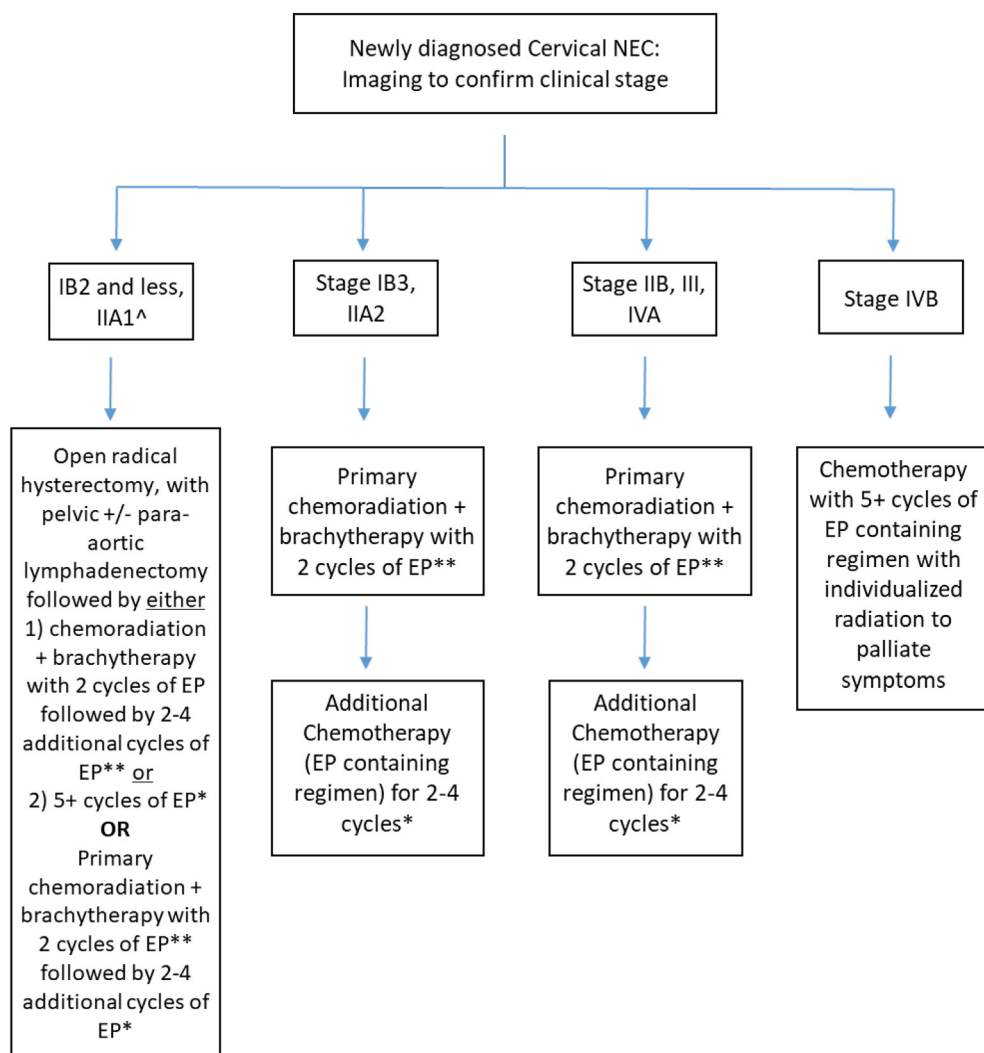 Newly diagnosed Cervical NEC:
Imaging to confirm clinical stage
IB2 and less,
IIA1^
Stage IB3,
IIA2
Stage IIB, III,
IVA
Stage IVB
Open radical
hysterectomy, with
pelvic +/- para-
aortic
lymphadenectomy
followed by either
1) chemoradiation
+ brachytherapy
with 2 cycles of EP
followed by 2-4
additional cycles of
EP** or
2) 5+ cycles of EP*
OR
Primary
chemoradiation +
brachytherapy with
2 cycles of EP**
followed by 2-4
additional cycles of
EP*
Primary
chemoradiation +
brachytherapy with
2 cycles of EP**
Additional
Chemotherapy
(EP containing
regimen) for 2-4
cycles*
Primary
chemoradiation +
brachytherapy with
2 cycles of EP**
Additional
Chemotherapy
(EP containing
regimen) for 2-4
cycles*
Chemotherapy
with 5+ cycles of
EP containing
regimen with
individualized
radiation to
palliate
symptoms